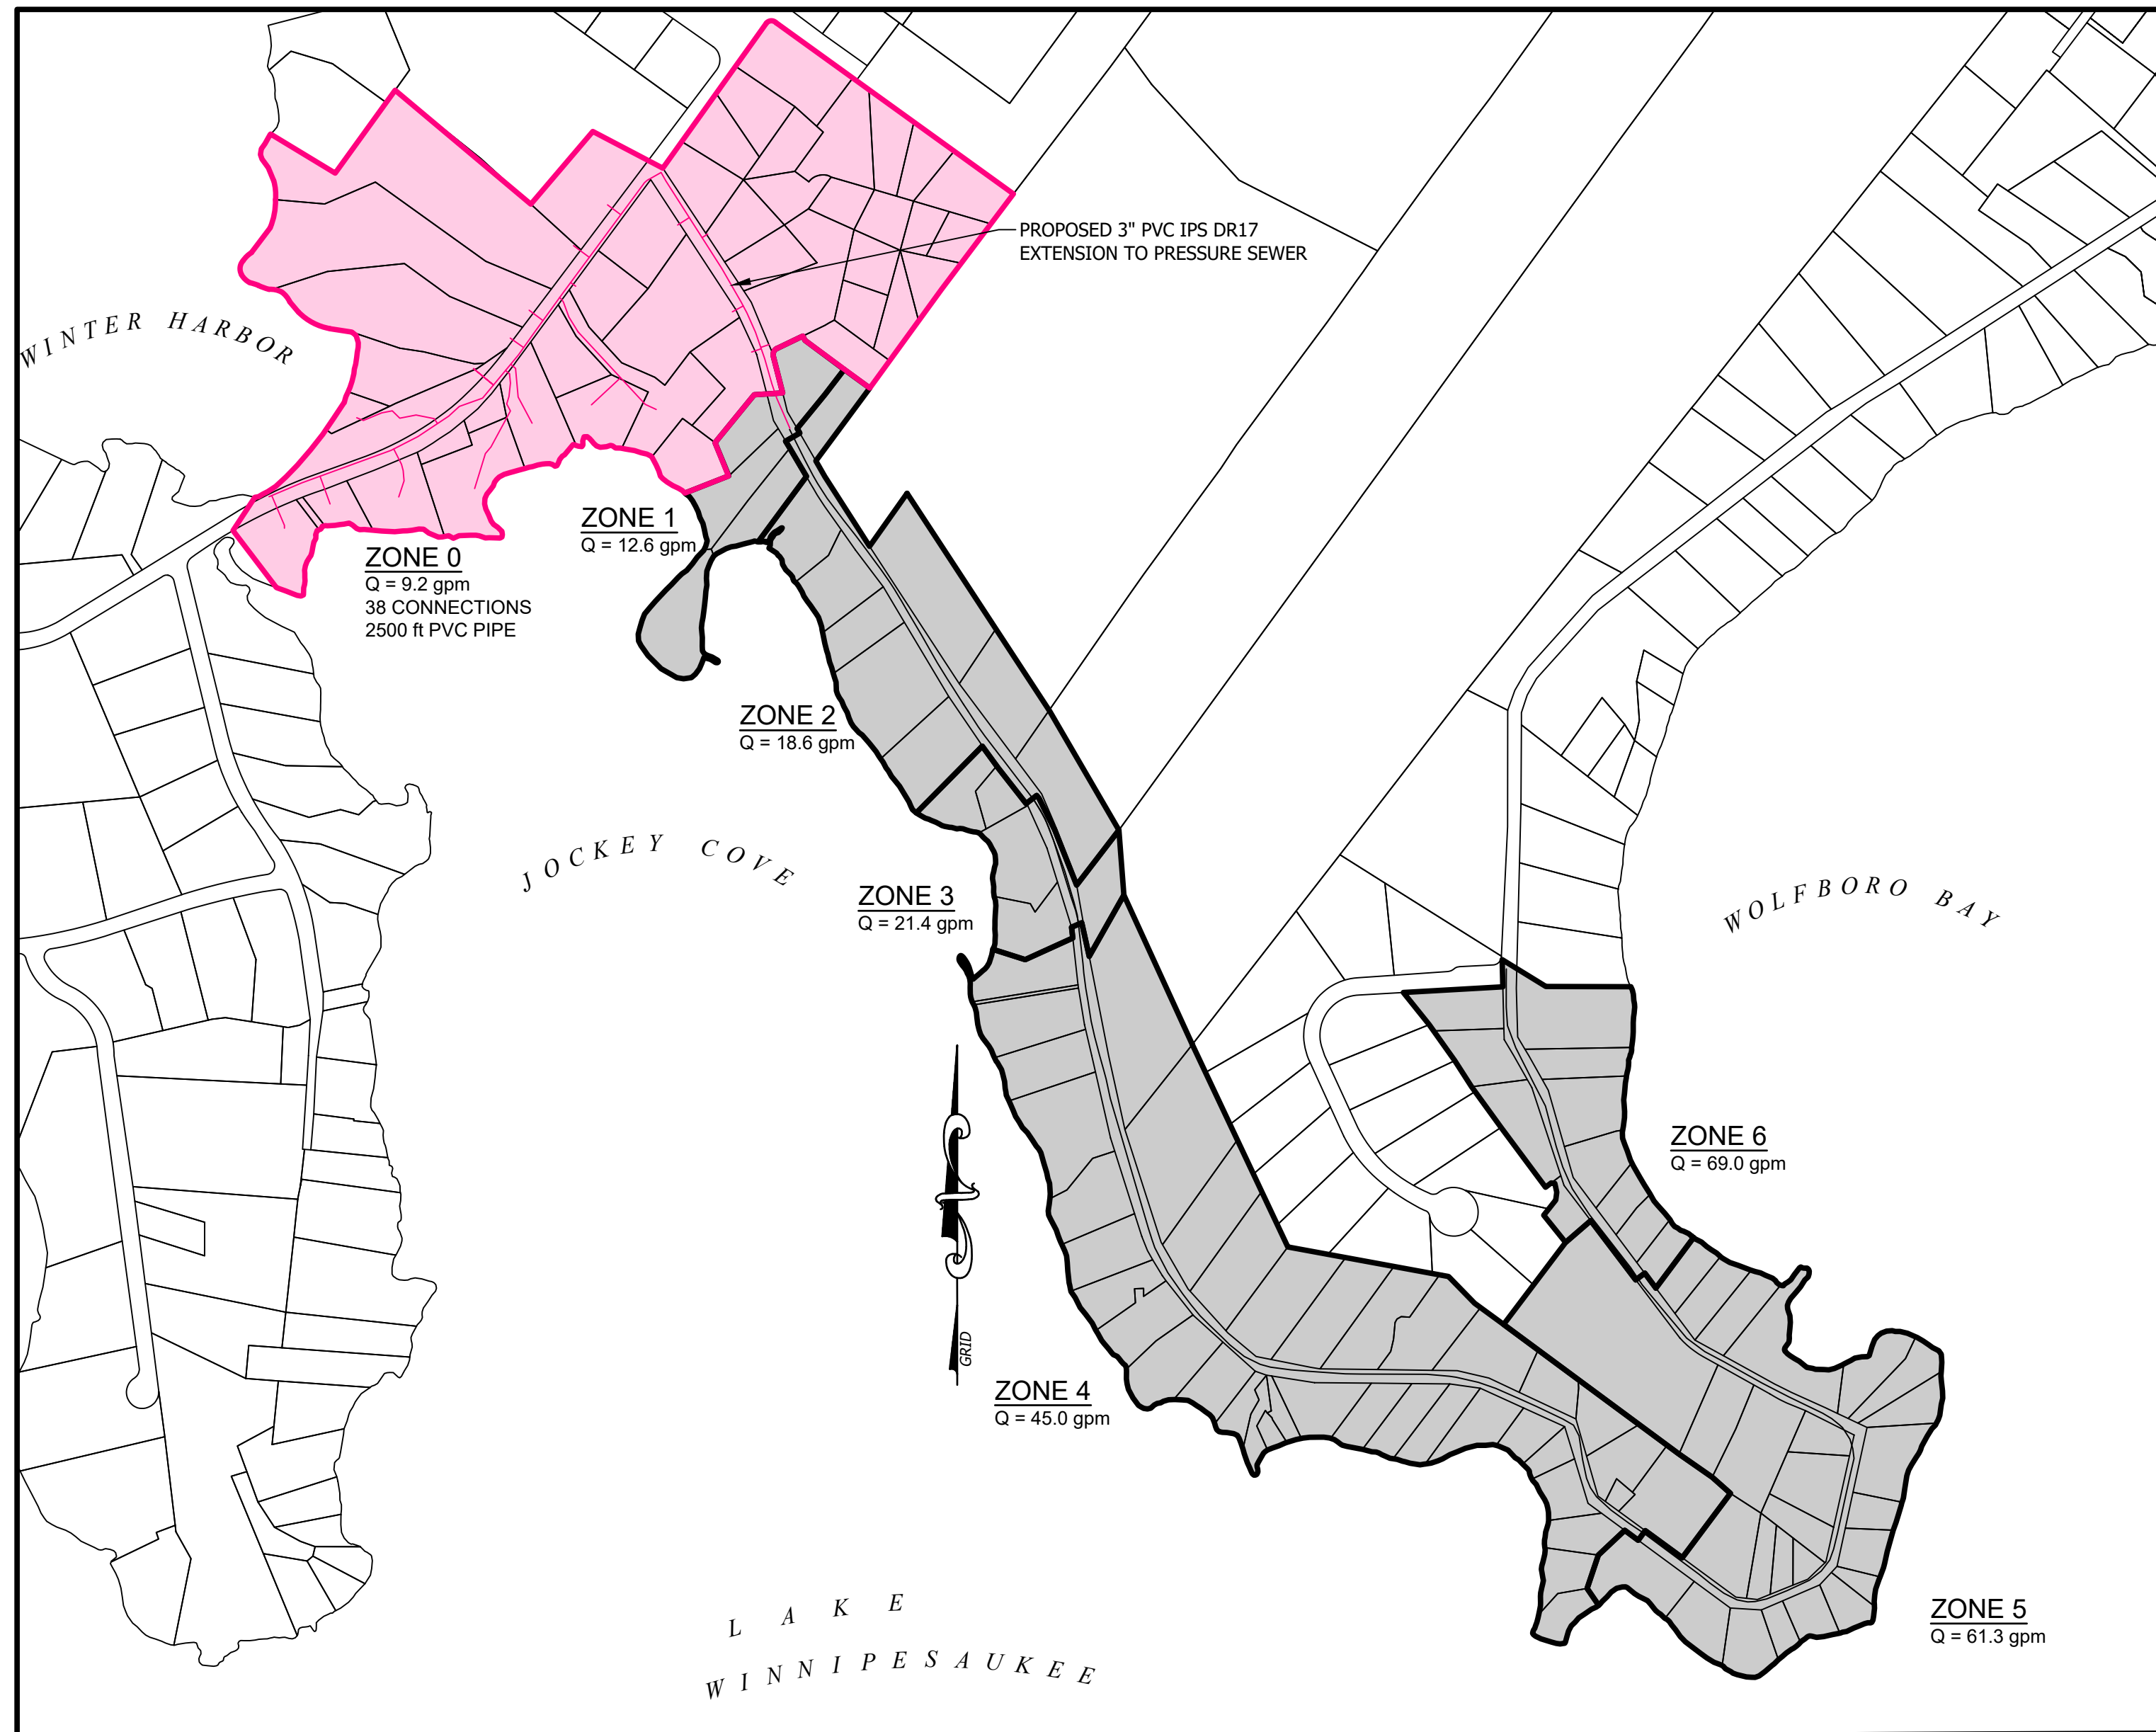 PROPOSED 3" PVC IPS DR17
EXTENSION TO PRESSURE SEWER
WINTER HARBOR
ZONE 1
Q = 12.6 gpm
ZONE 0
Q = 9.2 gpm
38 CONNECTIONS
2500 ft PVC PIPE
ZONE 2
Q = 18.6 gpm
JOCKEY COVE
ZONE 3
Q = 21.4 gpm
WOLFBORO BAY
ZONE 6
Q = 69.0 gpm
GRID
ZONE 4
Q = 45.0 gpm
ZONE 5
Q = 61.3 gpm
LAKE
WINNIPESAUKEE